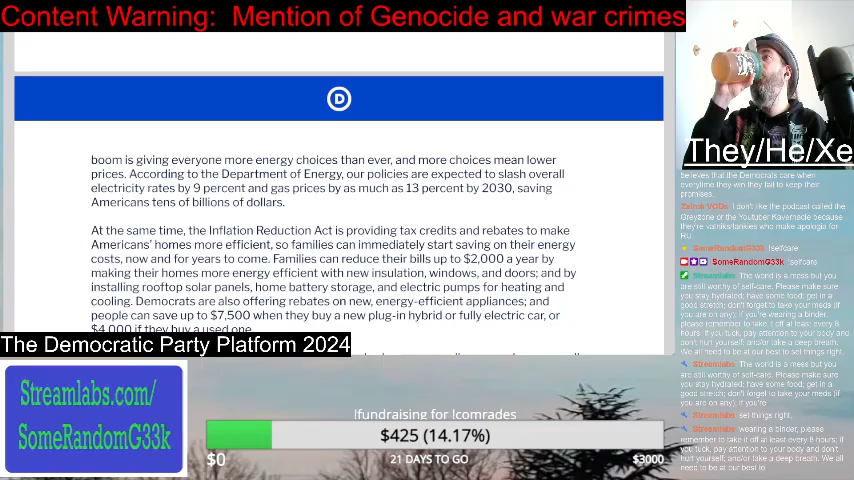 Content Warning: Mention of Genocide and war crimes
D
boom is giving everyone more energy choices than ever, and more choices mean lower
prices. According to the Department of Energy, our policies are expected to slash overall
electricity rates by 9 percent and gas prices by as much as 13 percent by 2030, saving
Americans tens of billions of dollars.
At the same time, the Inflation Reduction Act is providing tax credits and rebates to make
Americans' homes more efficient, so families can immediately start saving on their energy
costs, now and for years to come. Families can reduce their bills up to $2,000 a year by
making their homes more energy efficient with new insulation, windows, and doors; and by
installing rooftop solar panels, home battery storage, and electric pumps for heating and
cooling. Democrats are also offering rebates on new, energy-efficient appliances; and
people can save up to $7,500 when they buy a new plug-in hybrid or fully electric car, or
$4,000 if they buy a used one.
The Democratic Party Platform 2024
Streamlabs.com/
SomeRandomG33k
!fundraising for !comrades
$425 (14.17%)
$0
21 DAYS TO GO
$3000
They/He/Xe
believes that the Democrats care when
everytime they win they fail to keep their
promises.
Zalrok VODs: I don't like the podcast called the
Greyzone or the Youtuber Kavernacle because
they're vatniks/tankies who make apologia for
RU
SomeRandomG33k: !selfcare
SomeRandomG33k: !selfcare
Streamlabs: The world is a mess but you
are still worthy of self-care. Please make sure
you stay hydrated; have some food; get in a
good stretch; don't forget to take your meds (if
you are on any); if you're wearing a binder,
please remember to take it off at least every 8
hours; if you tuck, pay attention to your body and
don't hurt yourself; and/or take a deep breath.
We all need to be at our best to set things right.
Streamlabs: The world is a mess but you
are still worthy of self-care. Please make sure
you stay hydrated; have some food; get in a
good stretch; don't forget to take your meds (if
you are on any); if you're
Streamlabs: set things right.
Streamlabs: wearing a binder, please
remember to take it off at least every 8 hours; if
you tuck, pay attention to your body and don't
hurt yourself; and/or take a deep breath. We all
need to be at our best to